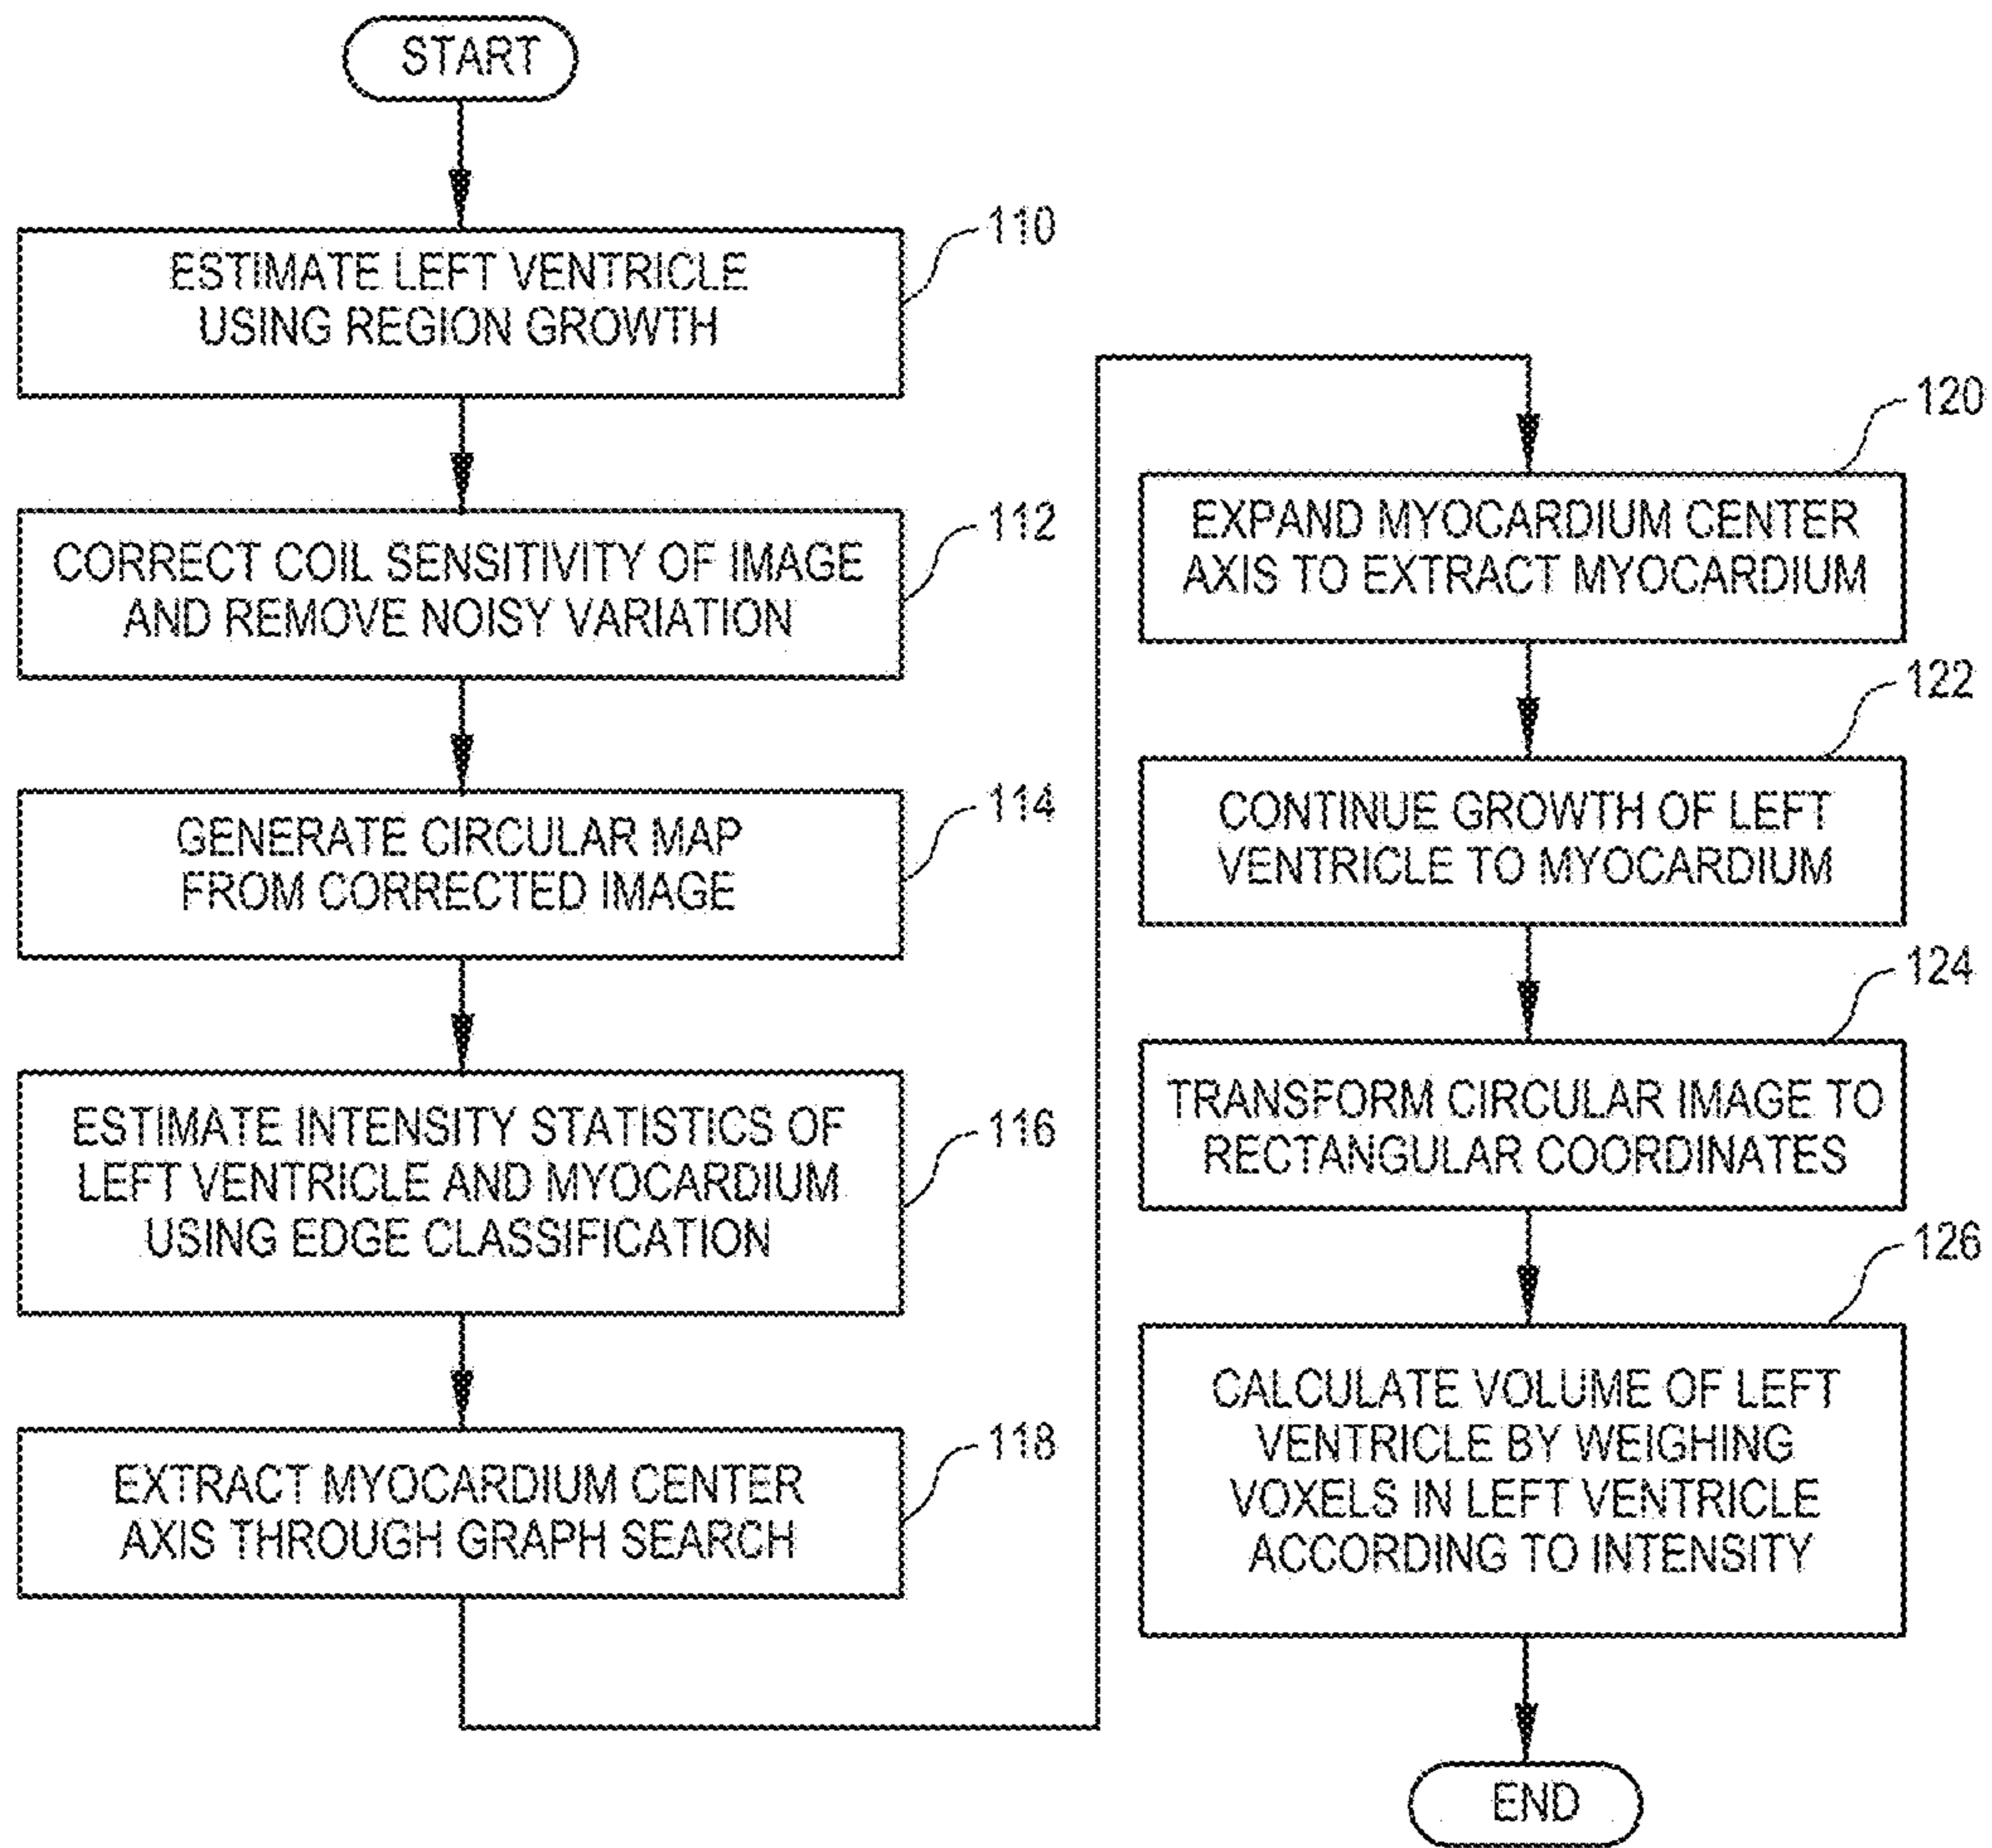 START
110
ESTIMATE LEFT VENTRICLE
USING REGION GROWTH
112
CORRECT COIL SENSITIVITY OF IMAGE
AND REMOVE NOISY VARIATION
114
GENERATE CIRCULAR MAP
FROM CORRECTED IMAGE
116
ESTIMATE INTENSITY STATISTICS OF
LEFT VENTRICLE AND MYOCARDIUM
USING EDGE CLASSIFICATION
118
EXTRACT MYOCARDIUM CENTER
AXIS THROUGH GRAPH SEARCH
120
EXPAND MYOCARDIUM CENTER
AXIS TO EXTRACT MYOCARDIUM
122
CONTINUE GROWTH OF LEFT
VENTRICLE TO MYOCARDIUM
124
TRANSFORM CIRCULAR IMAGE TO
RECTANGULAR COORDINATES
126
CALCULATE VOLUME OF LEFT
VENTRICLE BY WEIGHING
VOXELS IN LEFT VENTRICLE
ACCORDING TO INTENSITY
END